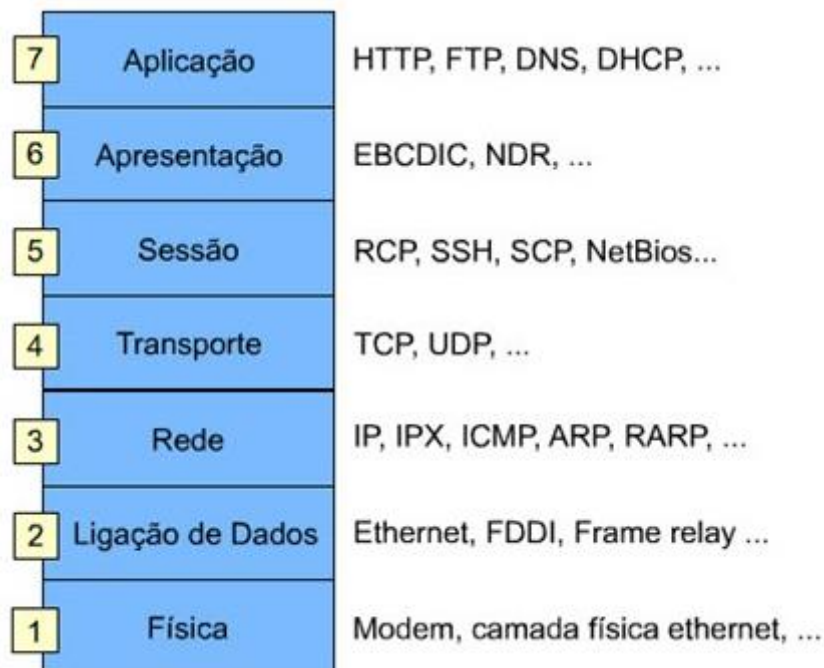 7 Aplicação HTTP, FTP, DNS, DHCP, ...
6 Apresentação EBCDIC, NDR, ...
5 Sessão RCP, SSH, SCP, NetBios...
4 Transporte TCP, UDP, ...
3 Rede IP, IPX, ICMP, ARP, RARP, ...
2 Ligação de Dados Ethernet, FDDI, Frame relay ...
1 Física Modem, camada física ethernet, ...